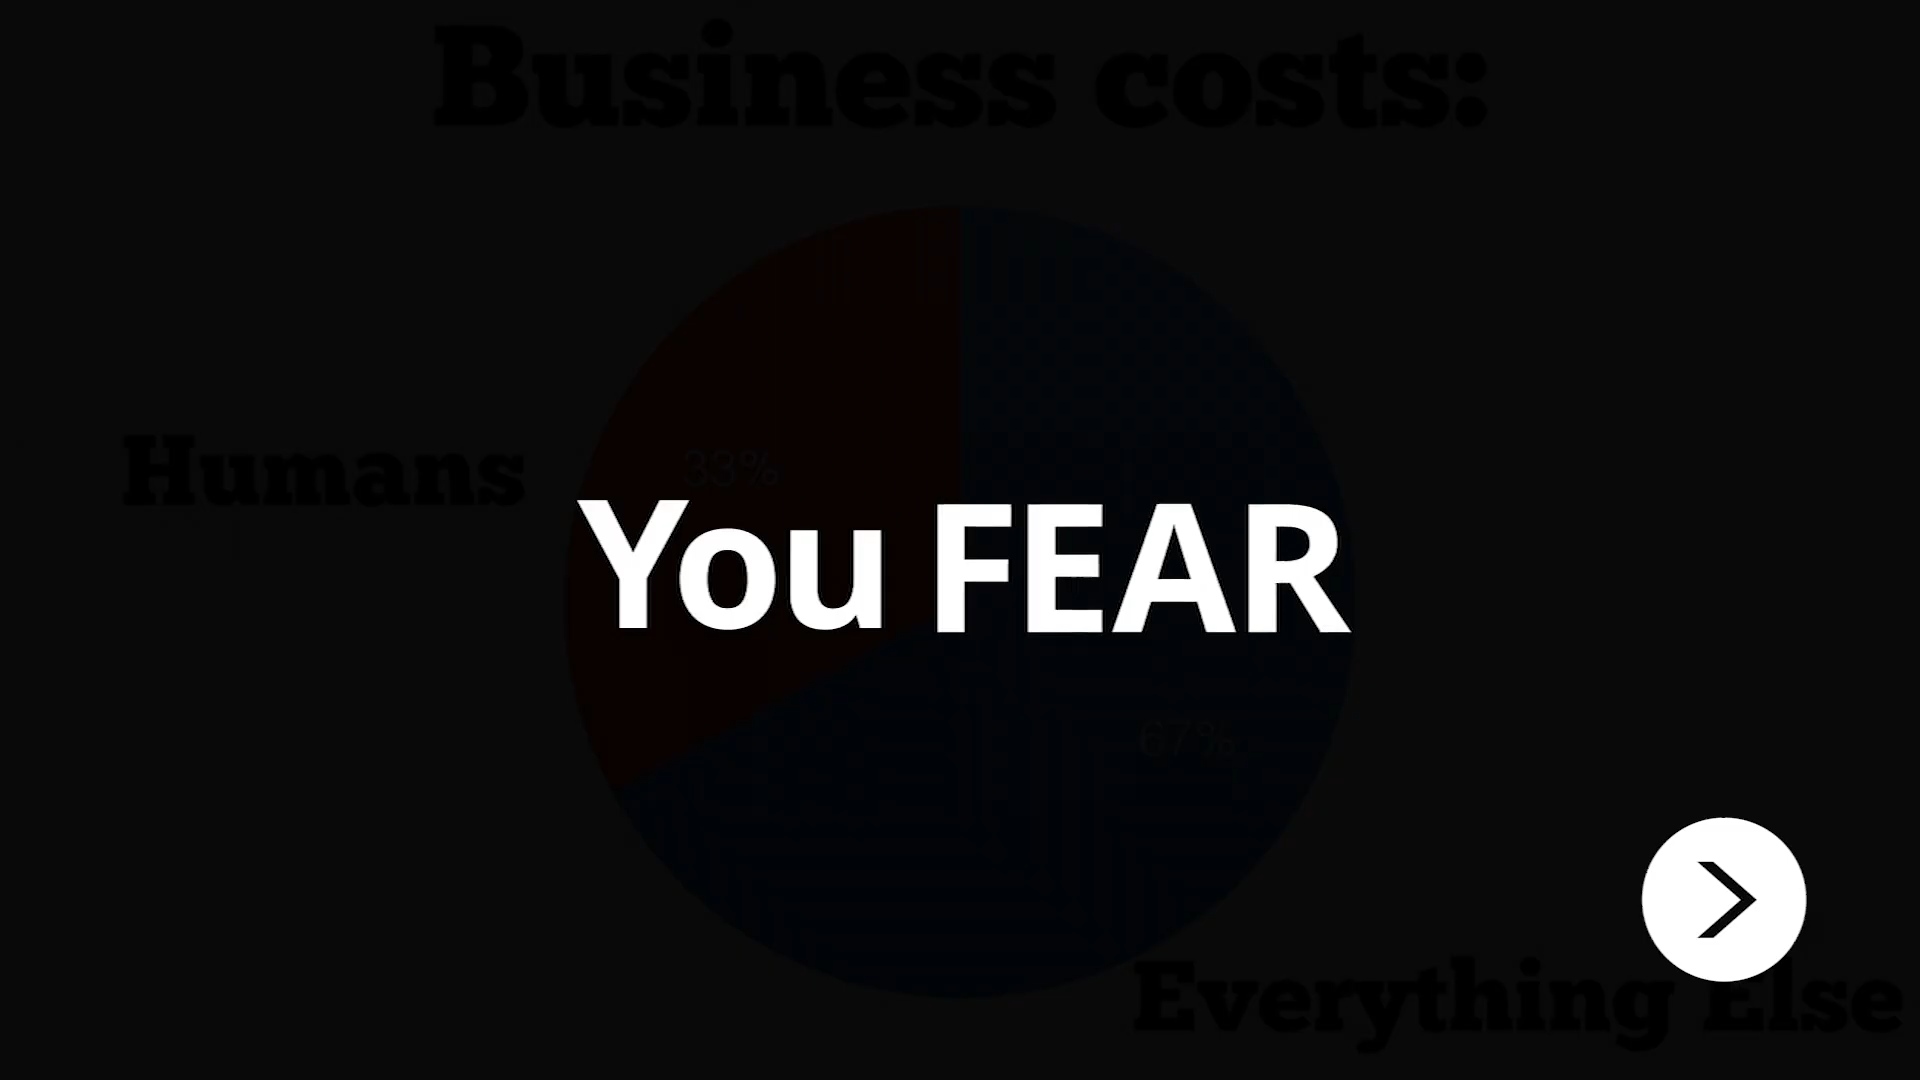 Business costs:
Humans
33%
You FEAR
67%
Everything Else